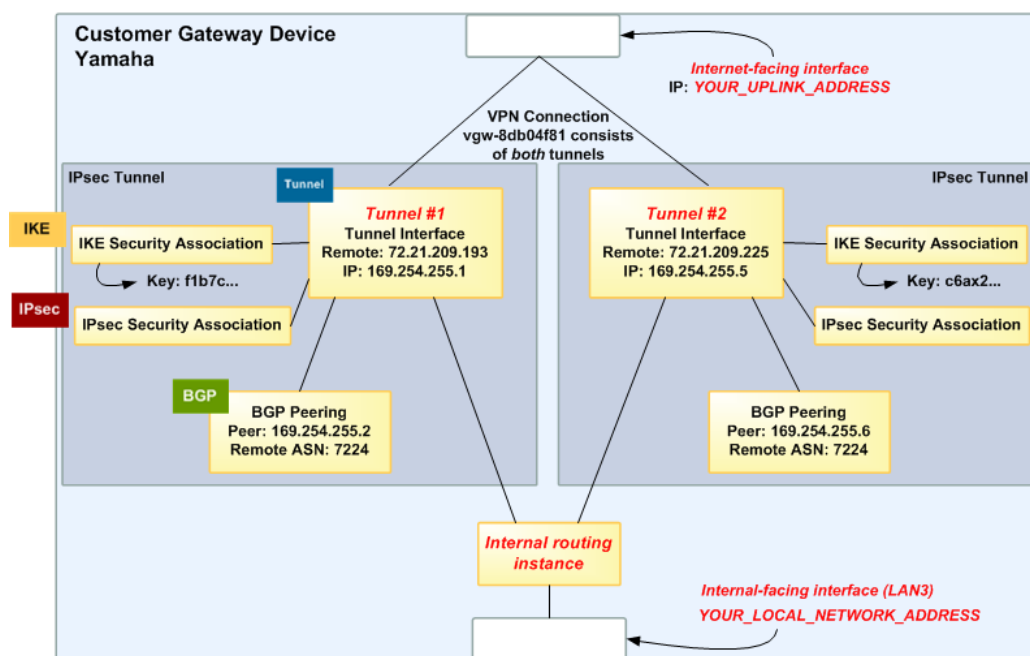 Customer Gateway Device
Yamaha
Internet-facing interface
IP: YOUR_UPLINK_ADDRESS
VPN Connection
vgw-8db04f81 consists
of both tunnels
IPsec Tunnel
Tunnel
IKE
IKE Security Association
Key: f1b7c...
IPsec
IPsec Security Association
Tunnel #1
Tunnel Interface
Remote: 72.21.209.193
IP: 169.254.255.1
BGP
BGP Peering
Peer: 169.254.255.2
Remote ASN: 7224
IPsec Tunnel
Tunnel #2
Tunnel Interface
Remote: 72.21.209.225
IP: 169.254.255.5
IKE Security Association
Key: c6ax2...
IPsec Security Association
BGP Peering
Peer: 169.254.255.6
Remote ASN: 7224
Internal routing
instance
Internal-facing interface (LAN3)
YOUR_LOCAL_NETWORK_ADDRESS